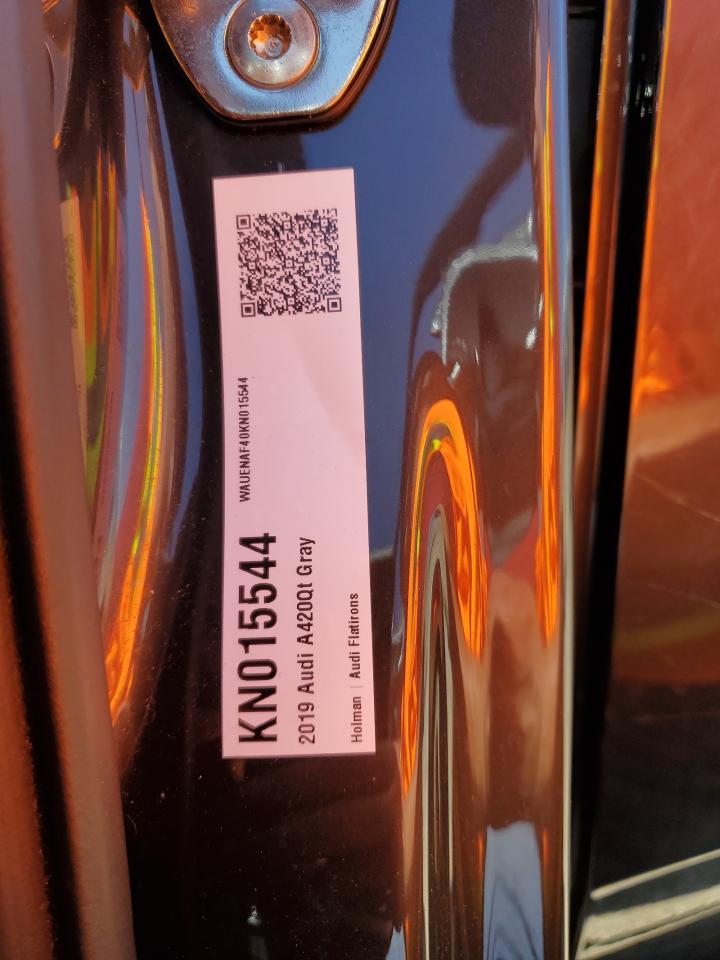 WAUENAF40KN015544
KN015544
2019 Audi A420Qt Gray
Holman | Audi Flatirons